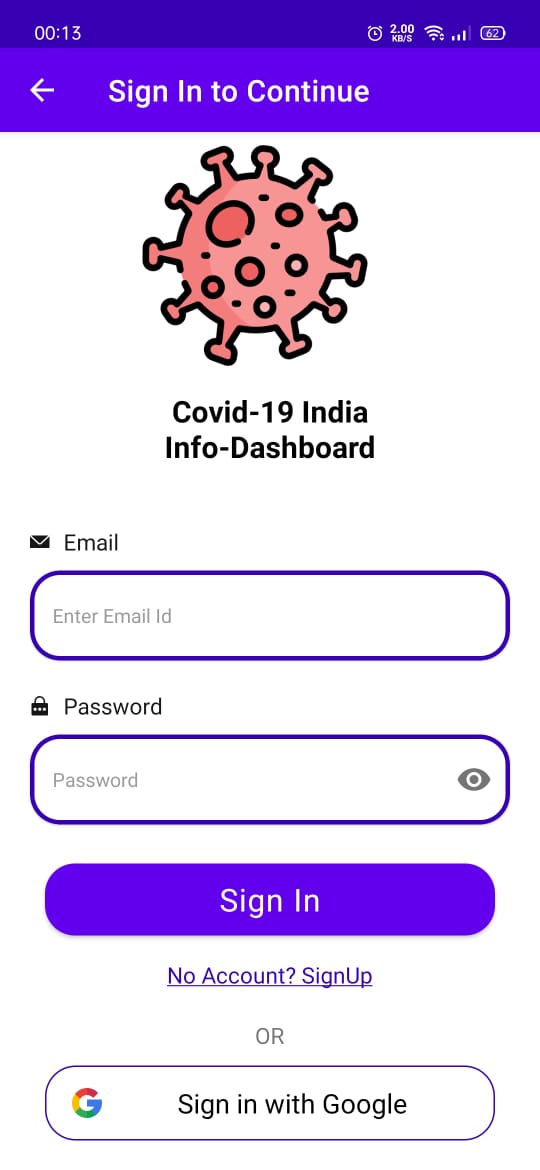 00:13
2.00
KB/S
62
Sign In to Continue
Covid-19 India
Info-Dashboard
Email
Enter Email Id
Password
Password
Sign In
No Account? SignUp
OR
Sign in with Google